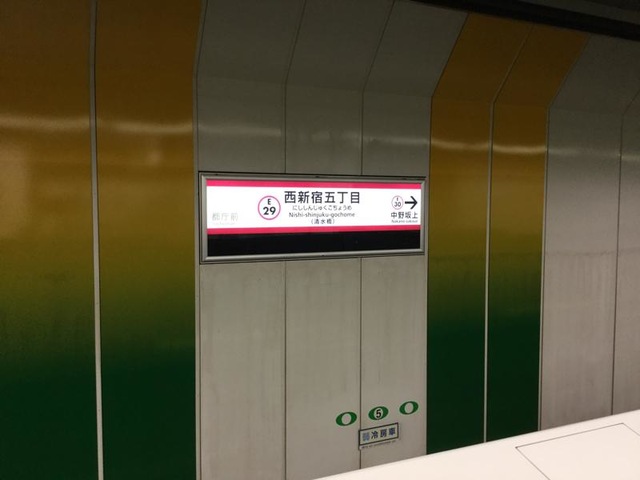 都庁前
E
29
西新宿五丁目
にししんじゅくごちょうめ
Nishi-shinjuku-gochome
(清水橋)
E
30
中野坂上
Nakano-sakaue
5
冷房車